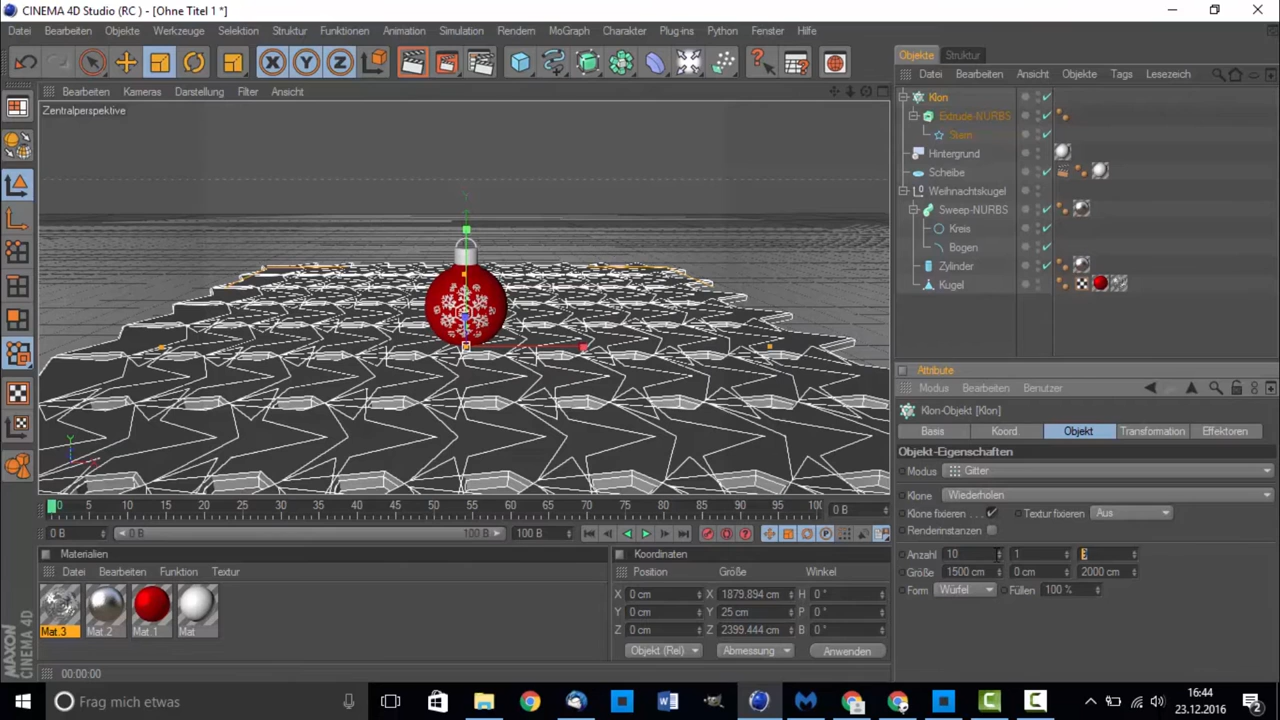 CINEMA 4D Studio (RC ) - [Ohne Titel 1 *]
Datei Bearbeiten Objekte Werkzeuge Selektion Struktur Funktionen Animation Simulation Rendern MoGraph Charakter Plug-ins Python Fenster Hilfe
X Y Z
Bearbeiten Kameras Darstellung Filter Ansicht
Zentralperspektive
Y
0 5 10 15 20 25 30 35 40 45 50 55 60 65 70 75 80 85 90 95 100 0 B
0 B 0 B 100 B 100 B
Materialien
Datei Bearbeiten Funktion Textur
Mat.3 Mat.2 Mat.1 Mat
MAXON
CINEMA 4D
Koordinaten
Position Größe Winkel
X 0 cm X 1879.894 cm H 0 °
Y 0 cm Y 25 cm P 0 °
Z 0 cm Z 2399.444 cm B 0 °
Objekt (Rel) Abmessung Anwenden
00:00:00
Objekte Struktur
Datei Bearbeiten Ansicht Objekte Tags Lesezeich
Klon
Extrude-NURBS
Stern
Hintergrund
Scheibe
Weihnachtskugel
Sweep-NURBS
Kreis
Bogen
Zylinder
Kugel
Attribute
Modus Bearbeiten Benutzer
Klon-Objekt [Klon]
Basis Koord. Objekt Transformation Effektoren
Objekt-Eigenschaften
Modus Gitter
Klone Wiederholen
Klone fixieren . . . Textur fixieren Aus
Renderinstanzen
Anzahl 10 1
Größe 1500 cm 0 cm 2000 cm
Form Würfel Füllen 100 %
Frag mich etwas
16:44
23.12.2016